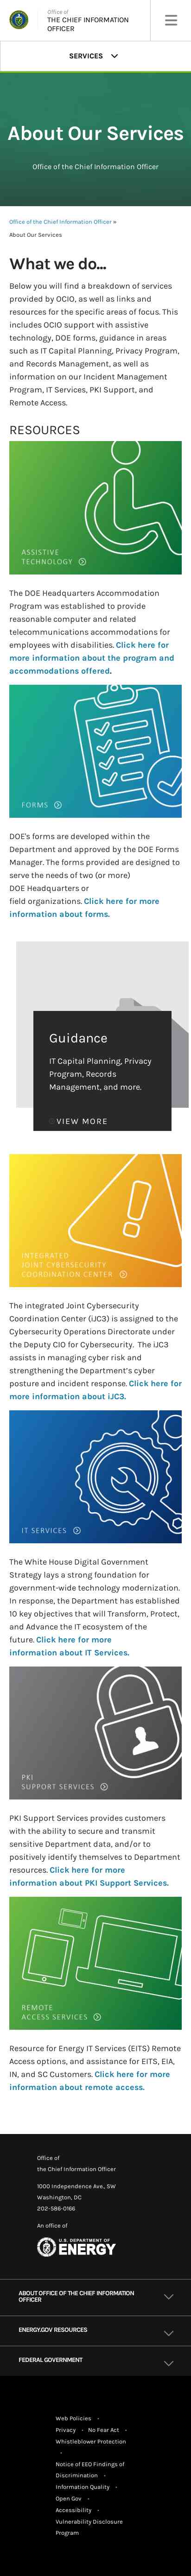 Office of
THE CHIEF INFORMATION
OFFICER
SERVICES
About Our Services
Office of the Chief Information Officer
Office of the Chief Information Officer »
About Our Services
What we do...
Below you will find a breakdown of services
provided by OCIO, as well as links and
resources for the specific areas of focus. This
includes OCIO support with assistive
technology, DOE forms, guidance in areas
such as IT Capital Planning, Privacy Program,
and Records Management, as well as
information on our Incident Management
Program, IT Services, PKI Support, and
Remote Access.
RESOURCES
ASSISTIVE
TECHNOLOGY
The DOE Headquarters Accommodation
Program was established to provide
reasonable computer and related
telecommunications accommodations for
employees with disabilities. Click here for
more information about the program and
accommodations offered.
FORMS
DOE's forms are developed within the
Department and approved by the DOE Forms
Manager. The forms provided are designed to
serve the needs of two (or more)
DOE Headquarters or
field organizations. Click here for more
information about forms.
Guidance
IT Capital Planning, Privacy
Program, Records
Management, and more.
VIEW MORE
INTEGRATED
JOINT CYBERSECURITY
COORDINATION CENTER
The integrated Joint Cybersecurity
Coordination Center (iJC3) is assigned to the
Cybersecurity Operations Directorate under
the Deputy CIO for Cybersecurity. The iJC3
assists in managing cyber risk and
strengthening the Department's cyber
posture and incident response. Click here for
more information about iJC3.
IT SERVICES
The White House Digital Government
Strategy lays a strong foundation for
government-wide technology modernization.
In response, the Department has established
10 key objectives that will Transform, Protect,
and Advance the IT ecosystem of the
future. Click here for more
information about IT Services.
PKI
SUPPORT SERVICES
PKI Support Services provides customers
with the ability to secure and transmit
sensitive Department data, and/or to
positively identify themselves to Department
resources. Click here for more
information about PKI Support Services.
REMOTE
ACCESS SERVICES
Resource for Energy IT Services (EITS) Remote
Access options, and assistance for EITS, EIA,
IN, and SC Customers. Click here for more
information about remote access.
Office of
the Chief Information Officer
1000 Independence Ave., SW
Washington, DC
202-586-0166
An office of
U.S. DEPARTMENT OF
ENERGY
ABOUT OFFICE OF THE CHIEF INFORMATION
OFFICER
ENERGY.GOV RESOURCES
FEDERAL GOVERNMENT
Web Policies •
Privacy • No Fear Act •
Whistleblower Protection
•
Notice of EEO Findings of
Discrimination •
Information Quality •
Open Gov •
Accessibility •
Vulnerability Disclosure
Program